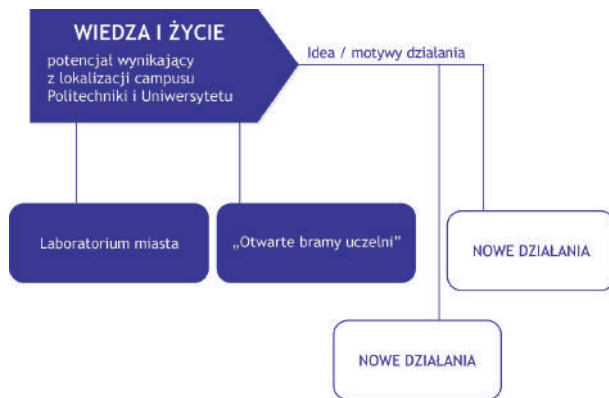 WIEDZA I ŻYCIE
potencjał wynikający
z lokalizacji campusu
Politechniki i Uniwersytetu
Idea / motywy działania
Laboratorium miasta
„Otwarte bramy uczelni”
NOWE DZIAŁANIA
NOWE DZIAŁANIA